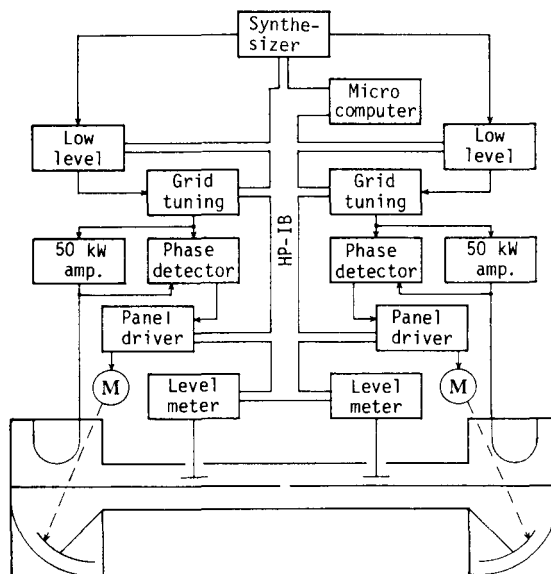 Synthe-
sizer
Micro
computer
Low
level
Low
level
Grid
tuning
Grid
tuning
HP-IB
50 kW
amp.
Phase
detector
Phase
detector
50 kW
amp.
Panel
driver
Panel
driver
M
Level
meter
Level
meter
M